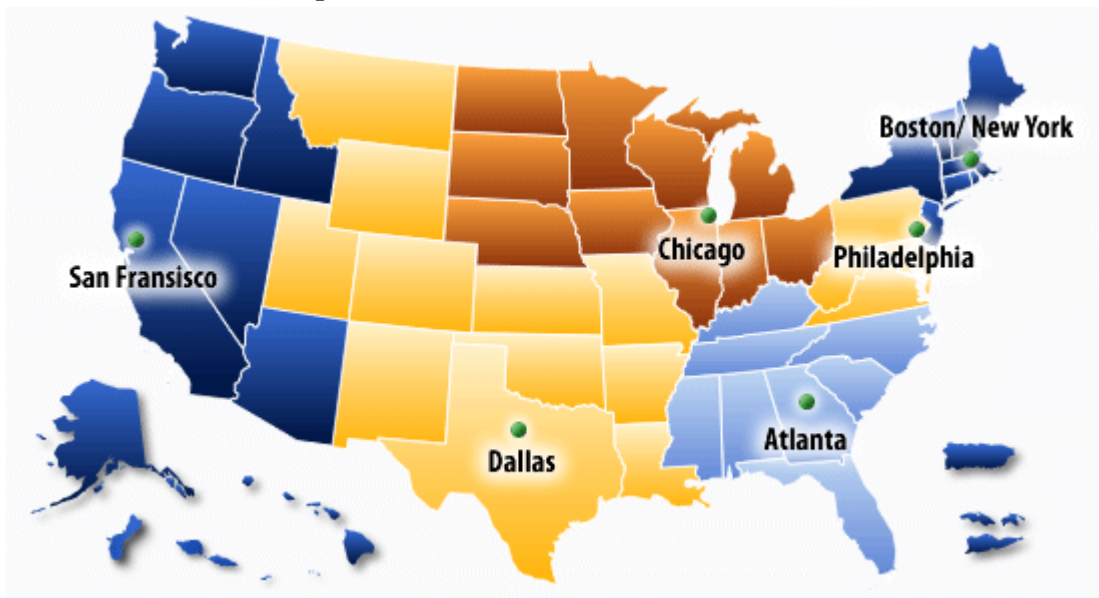 Boston/ New York
Chicago
Philadelphia
San Fransisco
Atlanta
Dallas